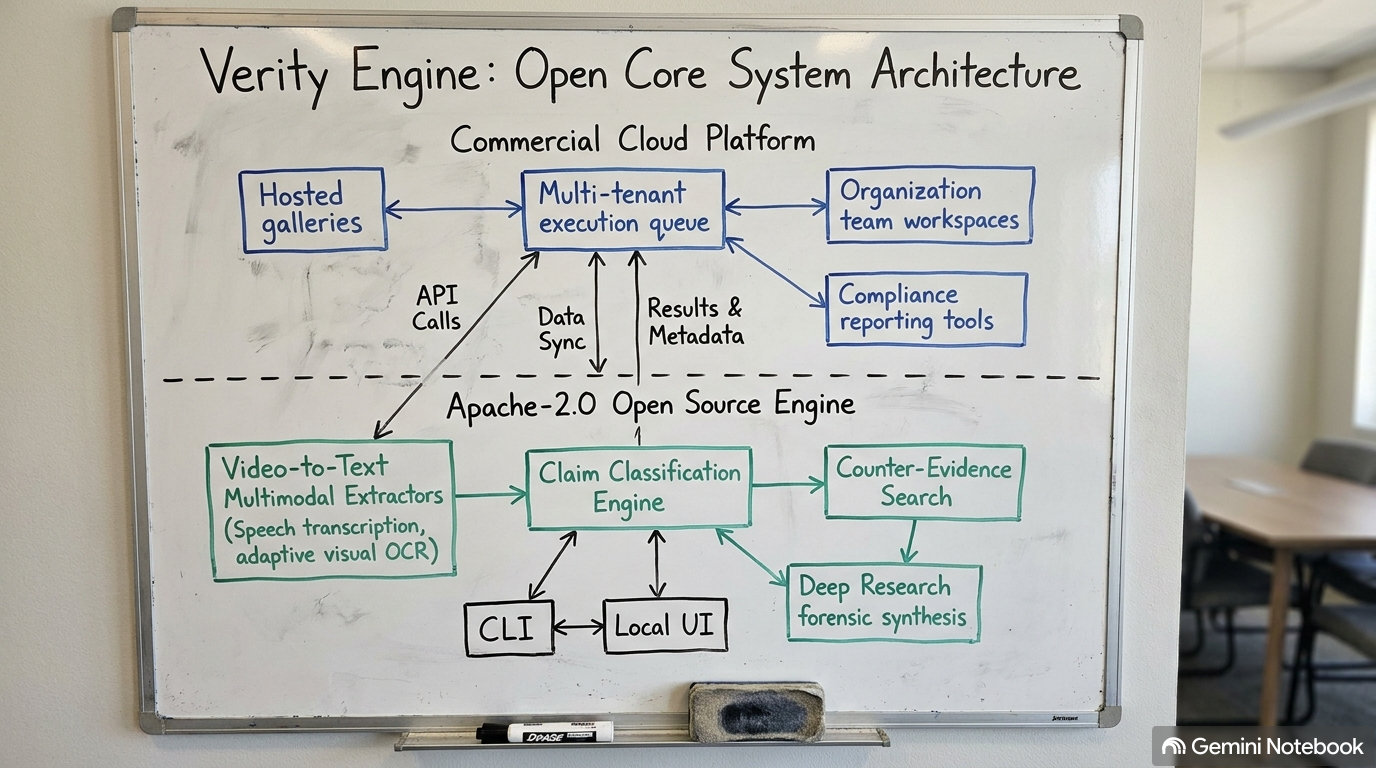 Verity Engine: Open Core System Architecture
Commercial Cloud Platform
Hosted
galleries
Multi-tenant
execution queue
Organization
team workspaces
Compliance
reporting tools
API
Calls
Data
Sync
Results &
Metadata
Apache-2.0 Open Source Engine
Video-to-Text
Multimodal Extractors
(Speech transcription,
adaptive visual OCR)
Claim Classification
Engine
Counter-Evidence
Search
Deep Research
forensic synthesis
CLI
Local UI
DPASE
Gemini Notebook